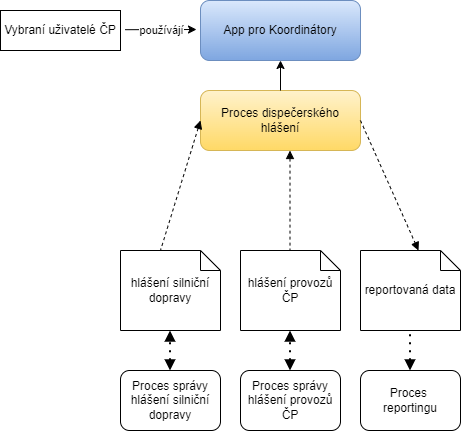 Vybraní uživatelé ČP
používájí
App pro Koordinátory
Proces dispečerského
hlášení
hlášení silniční
dopravy
hlášení provozů
ČP
reportovaná data
Proces správy
hlášení silniční
dopravy
Proces správy
hlášení provozů
ČP
Proces
reportingu